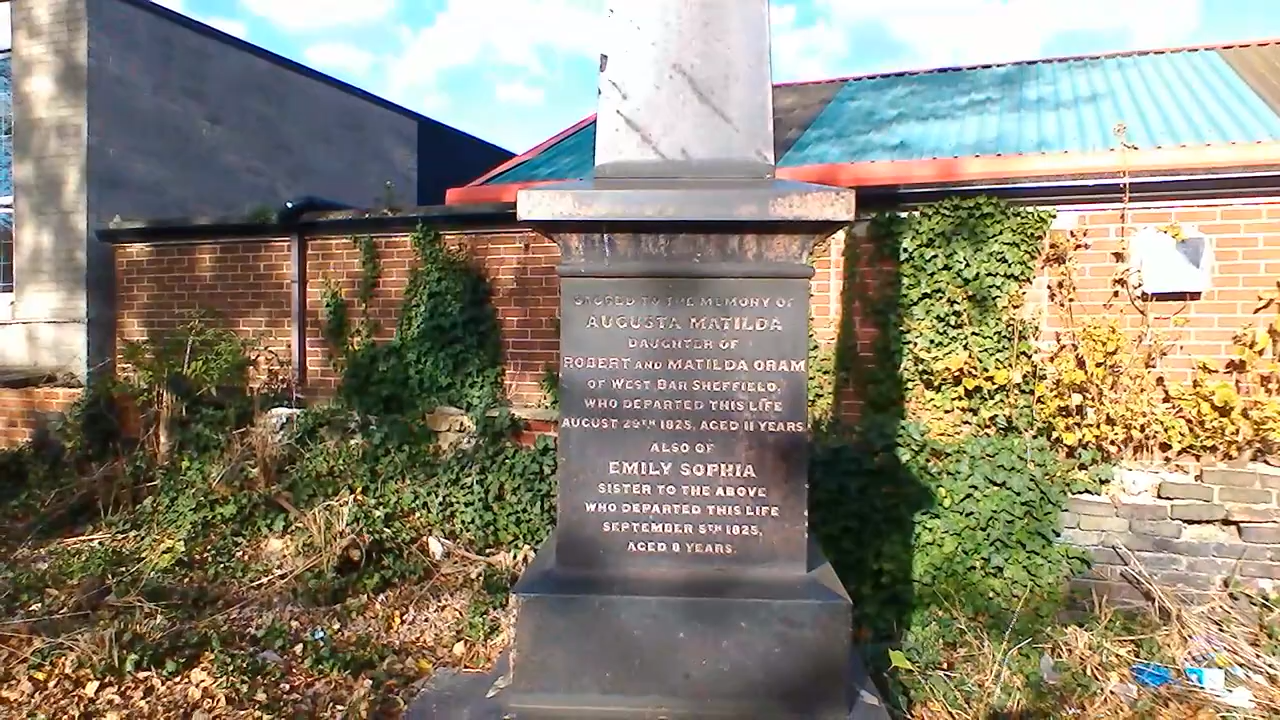 SACRED TO THE MEMORY OF
AUGUSTA MATILDA
DAUGHTER OF
ROBERT AND MATILDA ORAM
OF WEST BAR SHEFFIELD,
WHO DEPARTED THIS LIFE
AUGUST 29TH 1825, AGED 11 YEARS
ALSO OF
EMILY SOPHIA
SISTER TO THE ABOVE
WHO DEPARTED THIS LIFE
SEPTEMBER 5TH 1825,
AGED 8 YEARS.